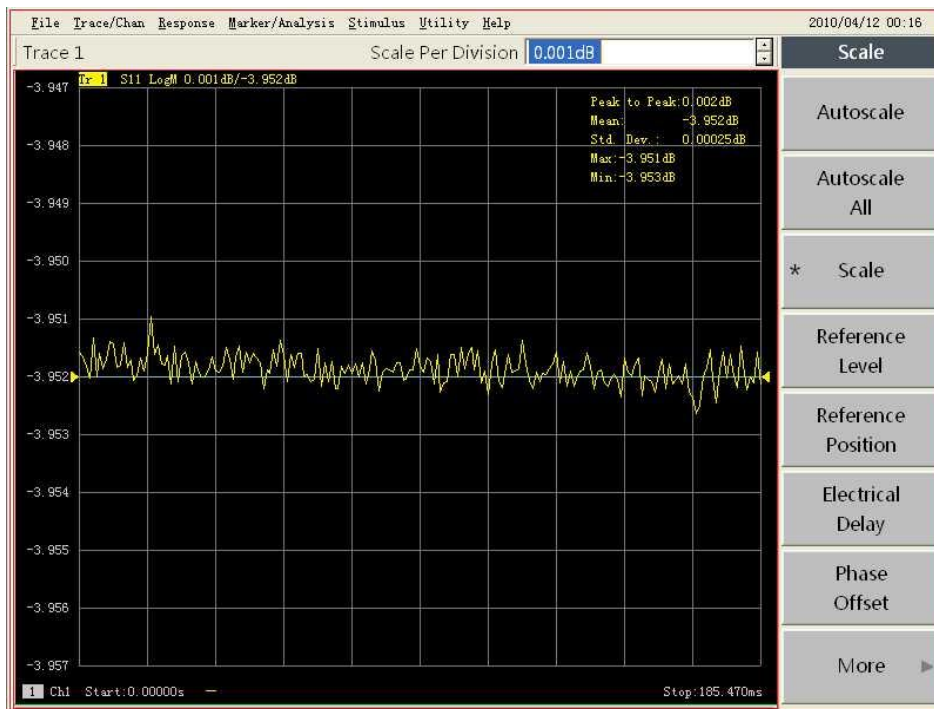 File Trace/Chan Response Marker/Analysis Stimulus Utility Help 2010/04/12 00:16
Trace 1 Scale Per Division 0.001dB
Scale
Tr 1 S11 LogM 0.001dB/-3.952dB
Peak to Peak:0.002dB
Mean: -3.952dB
Std. Dev.: 0.00025dB
Max:-3.951dB
Min:-3.953dB
-3.947
-3.948
-3.949
-3.950
-3.951
-3.952
-3.953
-3.954
-3.955
-3.956
-3.957
Autoscale
Autoscale
All
* Scale
Reference
Level
Reference
Position
Electrical
Delay
Phase
Offset
More
1 Ch1 Start:0.00000s — Stop:185.470ms